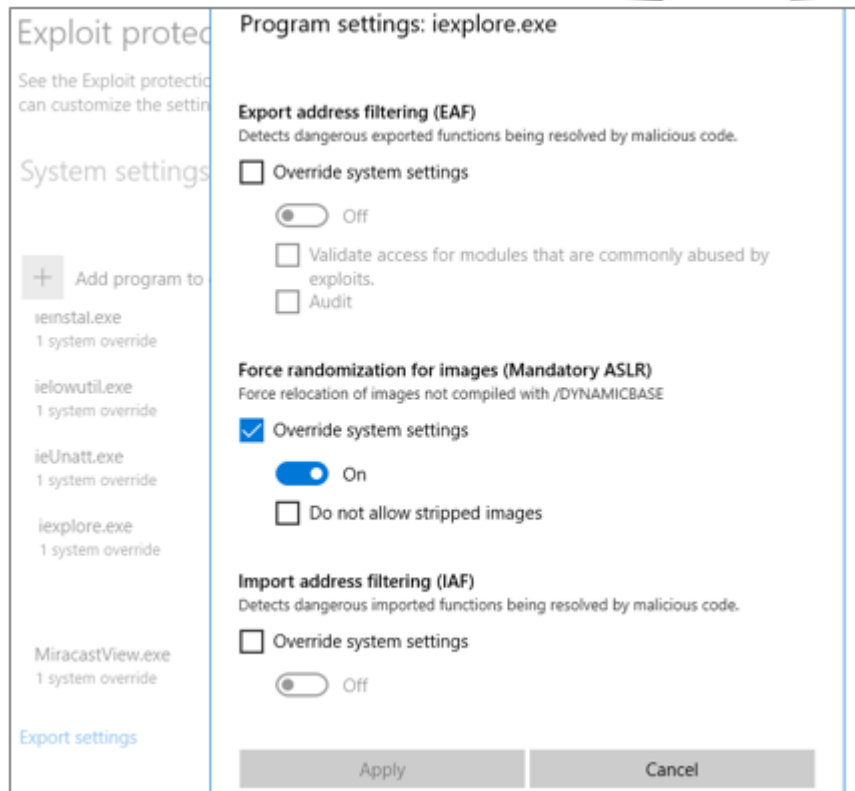 Exploit protec
See the Exploit protectio
can customize the settin
System settings
Add program to
ieinstal.exe
1 system override
ielowutil.exe
1 system override
ieUnatt.exe
1 system override
iexplore.exe
1 system override
MiracastView.exe
1 system override
Export settings
Program settings: iexplore.exe
Export address filtering (EAF)
Detects dangerous exported functions being resolved by malicious code.
Override system settings
Off
Validate access for modules that are commonly abused by
exploits.
Audit
Force randomization for images (Mandatory ASLR)
Force relocation of images not compiled with /DYNAMICBASE
Override system settings
On
Do not allow stripped images
Import address filtering (IAF)
Detects dangerous imported functions being resolved by malicious code.
Override system settings
Off
Apply
Cancel